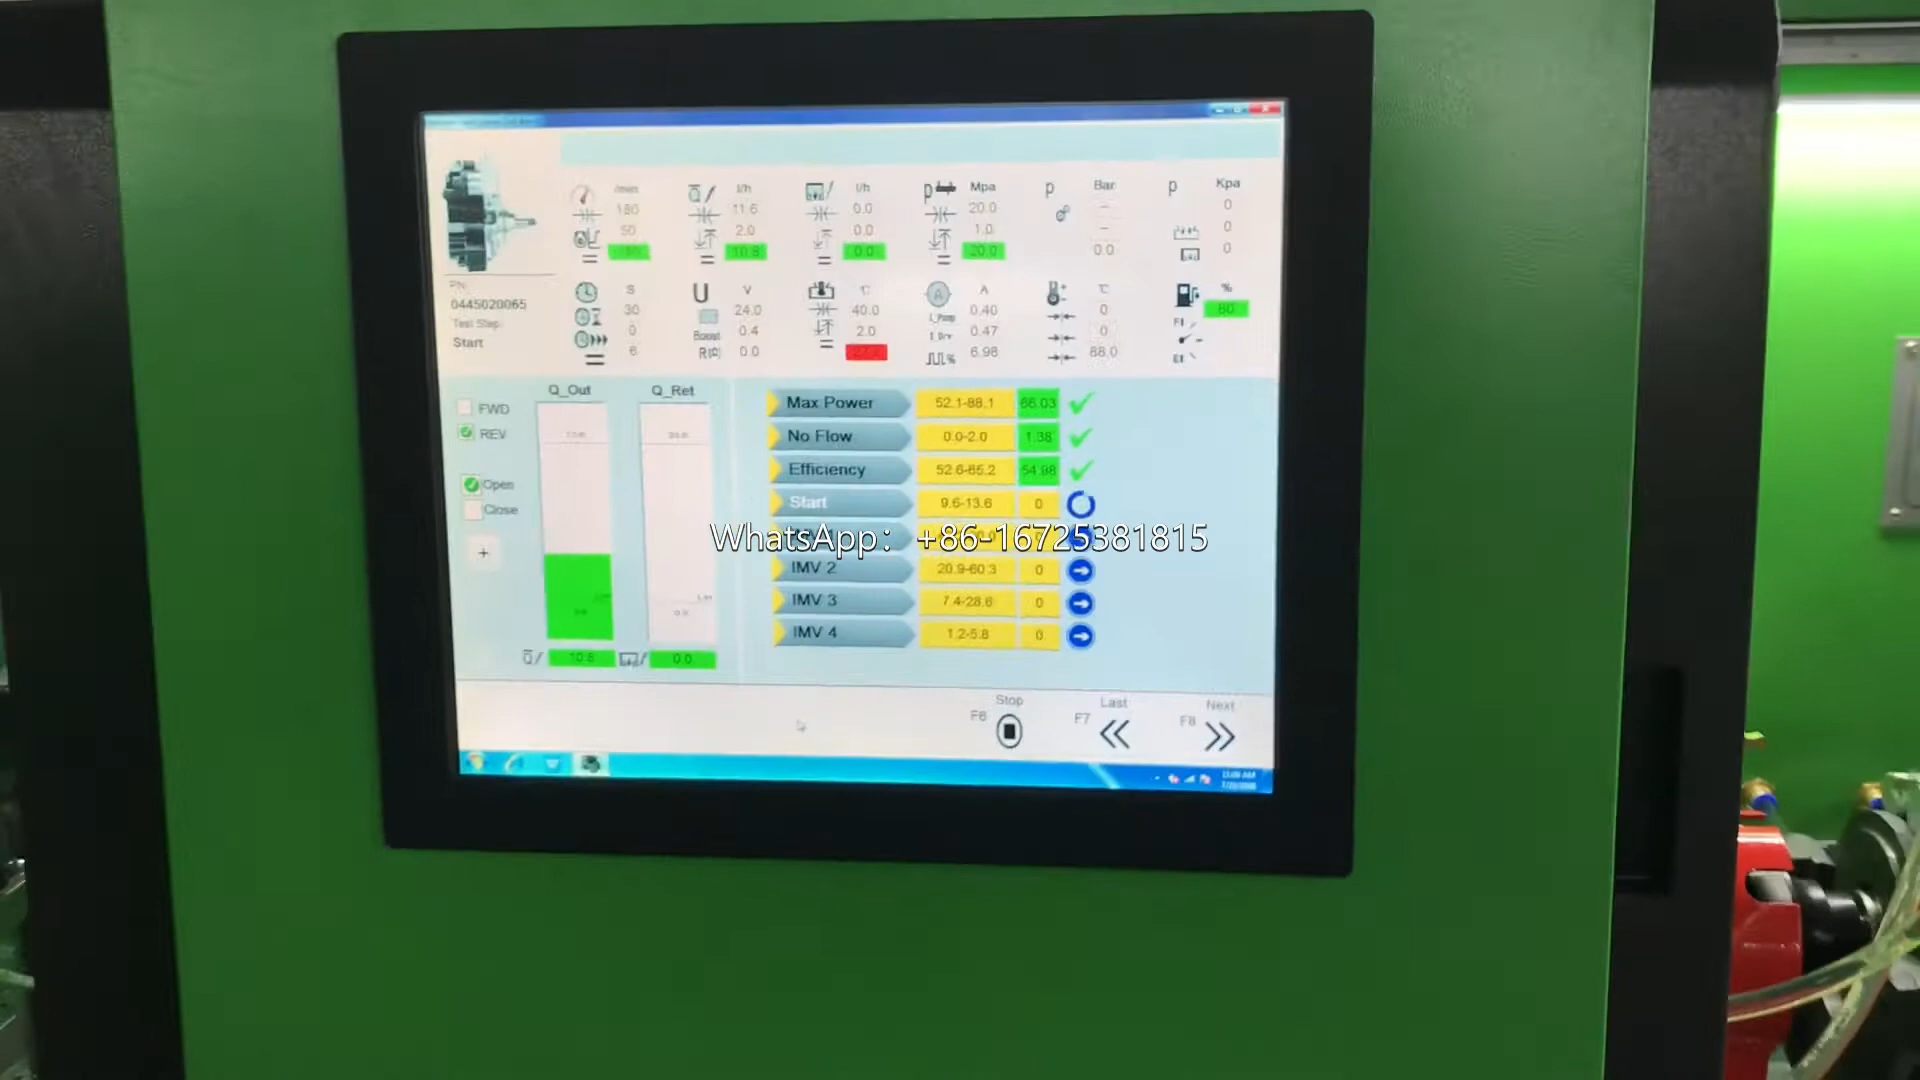 /min l/h l/h Mpa Bar Kpa
180 11.6 0.0 20.0 -- 0
50 2.0 0.0 1.0 -- 0
10.8 0.0 20.0 0.0 0
P P P
PN:
0445020065
Test Step:
Start
S U V °C A °C %
30 24.0 40.0 0.40 0 60
0 Boost 0.4 2.0 0.47 0
6 R(Ω) 0.0 6.98 88.0
Q_Out Q_Ret
FWD
REV
Open
Close
+
Max Power 52.1-88.1 66.03
No Flow 0.0-2.0 1.38
Efficiency 52.6-65.2 54.98
Start 9.6-13.6 0
WhatsApp：+86-16725381815
IMV 2 20.9-60.3 0
IMV 3 7.4-28.6 0
IMV 4 1.2-5.8 0
10.8 0.0
F6 Stop
F7 Last
F8 Next